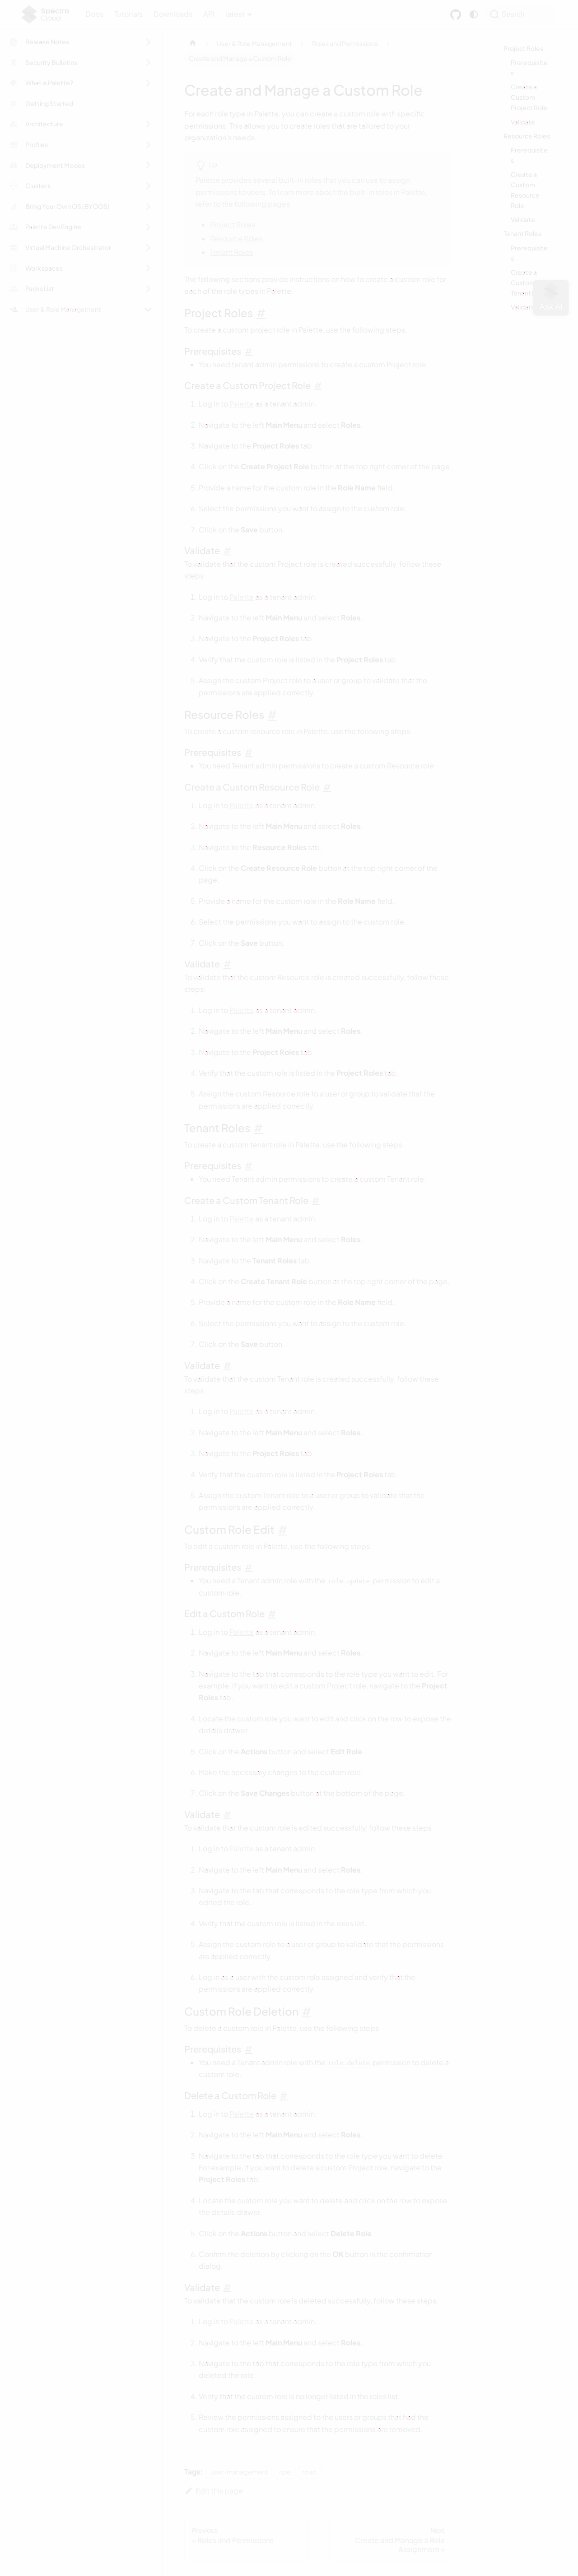 Spectro Cloud
Docs Tutorials Downloads API latest
Search
Release Notes
Security Bulletins
What is Palette?
Getting Started
Architecture
Profiles
Deployment Modes
Clusters
Bring Your Own OS (BYOOS)
Palette Dev Engine
Virtual Machine Orchestrator
Workspaces
Packs List
User & Role Management
User & Role Management
Roles and Permissions
Create and Manage a Custom Role
Create and Manage a Custom Role
For each role type in Palette, you can create a custom role with specific
permissions. This allows you to create roles that are tailored to your
organization's needs.
TIP
Palette provides several built-in roles that you can use to assign
permissions to users. To learn more about the built-in roles in Palette,
refer to the following pages:
Project Roles
Resource Roles
Tenant Roles
The following sections provide instructions on how to create a custom role for
each of the role types in Palette.
Project Roles #
To create a custom project role in Palette, use the following steps.
Prerequisites #
You need tenant admin permissions to create a custom Project role.
Create a Custom Project Role #
1. Log in to Palette as a tenant admin.
2. Navigate to the left Main Menu and select Roles.
3. Navigate to the Project Roles tab.
4. Click on the Create Project Role button at the top right corner of the page.
5. Provide a name for the custom role in the Role Name field.
6. Select the permissions you want to assign to the custom role.
7. Click on the Save button.
Validate #
To validate that the custom Project role is created successfully, follow these
steps.
1. Log in to Palette as a tenant admin.
2. Navigate to the left Main Menu and select Roles.
3. Navigate to the Project Roles tab.
4. Verify that the custom role is listed in the Project Roles tab.
5. Assign the custom Project role to a user or group to validate that the
permissions are applied correctly.
Resource Roles #
To create a custom resource role in Palette, use the following steps.
Prerequisites #
You need Tenant admin permissions to create a custom Resource role.
Create a Custom Resource Role #
1. Log in to Palette as a tenant admin.
2. Navigate to the left Main Menu and select Roles.
3. Navigate to the Resource Roles tab.
4. Click on the Create Resource Role button at the top right corner of the
page.
5. Provide a name for the custom role in the Role Name field.
6. Select the permissions you want to assign to the custom role.
7. Click on the Save button.
Validate #
To validate that the custom Resource role is created successfully, follow these
steps.
1. Log in to Palette as a tenant admin.
2. Navigate to the left Main Menu and select Roles.
3. Navigate to the Project Roles tab.
4. Verify that the custom role is listed in the Project Roles tab.
5. Assign the custom Resource role to a user or group to validate that the
permissions are applied correctly.
Tenant Roles #
To create a custom tenant role in Palette, use the following steps.
Prerequisites #
You need Tenant admin permissions to create a custom Tenant role.
Create a Custom Tenant Role #
1. Log in to Palette as a tenant admin.
2. Navigate to the left Main Menu and select Roles.
3. Navigate to the Tenant Roles tab.
4. Click on the Create Tenant Role button at the top right corner of the page.
5. Provide a name for the custom role in the Role Name field.
6. Select the permissions you want to assign to the custom role.
7. Click on the Save button.
Validate #
To validate that the custom Tenant role is created successfully, follow these
steps.
1. Log in to Palette as a tenant admin.
2. Navigate to the left Main Menu and select Roles.
3. Navigate to the Project Roles tab.
4. Verify that the custom role is listed in the Project Roles tab.
5. Assign the custom Tenant role to a user or group to validate that the
permissions are applied correctly.
Custom Role Edit #
To edit a custom role in Palette, use the following steps.
Prerequisites #
You need a Tenant admin role with the role.update permission to edit a
custom role.
Edit a Custom Role #
1. Log in to Palette as a tenant admin.
2. Navigate to the left Main Menu and select Roles.
3. Navigate to the tab that corresponds to the role type you want to edit. For
example, if you want to edit a custom Project role, navigate to the Project
Roles tab.
4. Locate the custom role you want to edit and click on the row to expose the
details drawer.
5. Click on the Actions button and select Edit Role.
6. Make the necessary changes to the custom role.
7. Click on the Save Changes button at the bottom of the page.
Validate #
To validate that the custom role is edited successfully, follow these steps.
1. Log in to Palette as a tenant admin.
2. Navigate to the left Main Menu and select Roles.
3. Navigate to the tab that corresponds to the role type from which you
edited the role.
4. Verify that the custom role is listed in the roles list.
5. Assign the custom role to a user or group to validate that the permissions
are applied correctly.
6. Log in as a user with the custom role assigned and verify that the
permissions are applied correctly.
Custom Role Deletion #
To delete a custom role in Palette, use the following steps.
Prerequisites #
You need a Tenant admin role with the role.delete permission to delete a
custom role.
Delete a Custom Role #
1. Log in to Palette as a tenant admin.
2. Navigate to the left Main Menu and select Roles.
3. Navigate to the tab that corresponds to the role type you want to delete.
For example, if you want to delete a custom Project role, navigate to the
Project Roles tab.
4. Locate the custom role you want to delete and click on the row to expose
the details drawer.
5. Click on the Actions button and select Delete Role.
6. Confirm the deletion by clicking on the OK button in the confirmation
dialog.
Validate #
To validate that the custom role is deleted successfully, follow these steps.
1. Log in to Palette as a tenant admin.
2. Navigate to the left Main Menu and select Roles.
3. Navigate to the tab that corresponds to the role type from which you
deleted the role.
4. Verify that the custom role is no longer listed in the roles list.
5. Review the permissions assigned to the users or groups that had the
custom role assigned to ensure that the permissions are removed.
Tags:
Edit this page
Previous
« Roles and Permissions
Next
Create and Manage a Role
Assignment »
Project Roles
Prerequisite
s
Create a
Custom
Project Role
Validate
Resource Roles
Prerequisite
s
Create a
Custom
Resource
Role
Validate
Tenant Roles
Prerequisite
s
Create a
Custom
Tenant
Validate